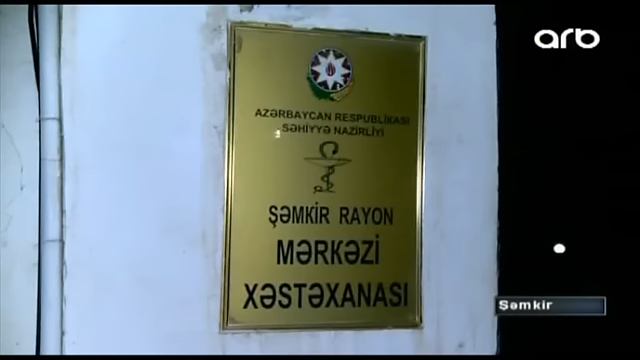 arb
AZƏRBAYCAN RESPUBLİKASI
SƏHİYYƏ NAZİRLİYİ
ŞƏMKİR RAYON
MƏRKƏZİ
XƏSTƏXANASI
Şəmkir